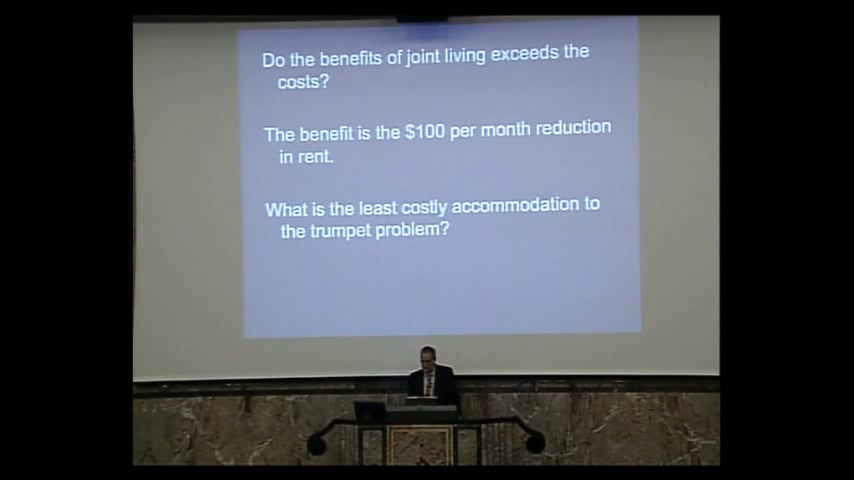 Do the benefits of joint living exceeds the
costs?
The benefit is the $100 per month reduction
in rent.
What is the least costly accommodation to
the trumpet problem?